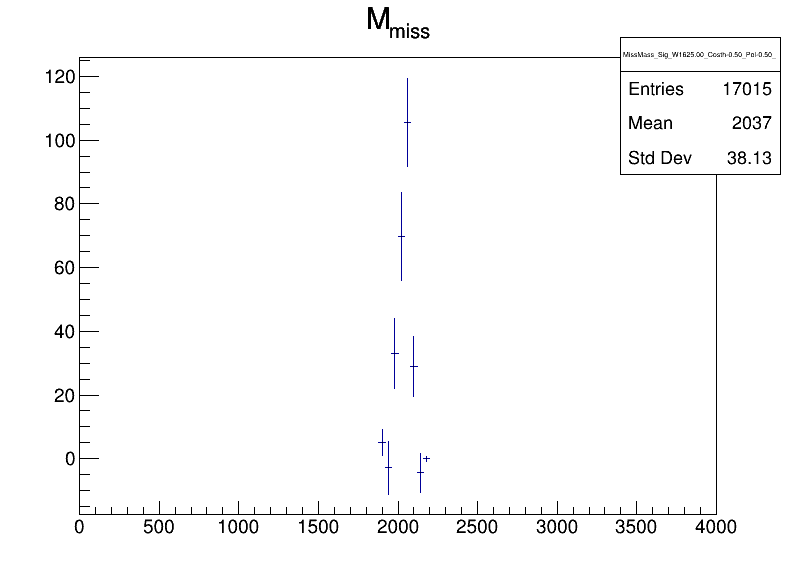 M_miss
MissMass_Sig_W1625.00_Costh-0.50_Pol-0.50_
Entries 17015
Mean 2037
Std Dev 38.13
120
100
80
60
40
20
0
0 500 1000 1500 2000 2500 3000 3500 4000